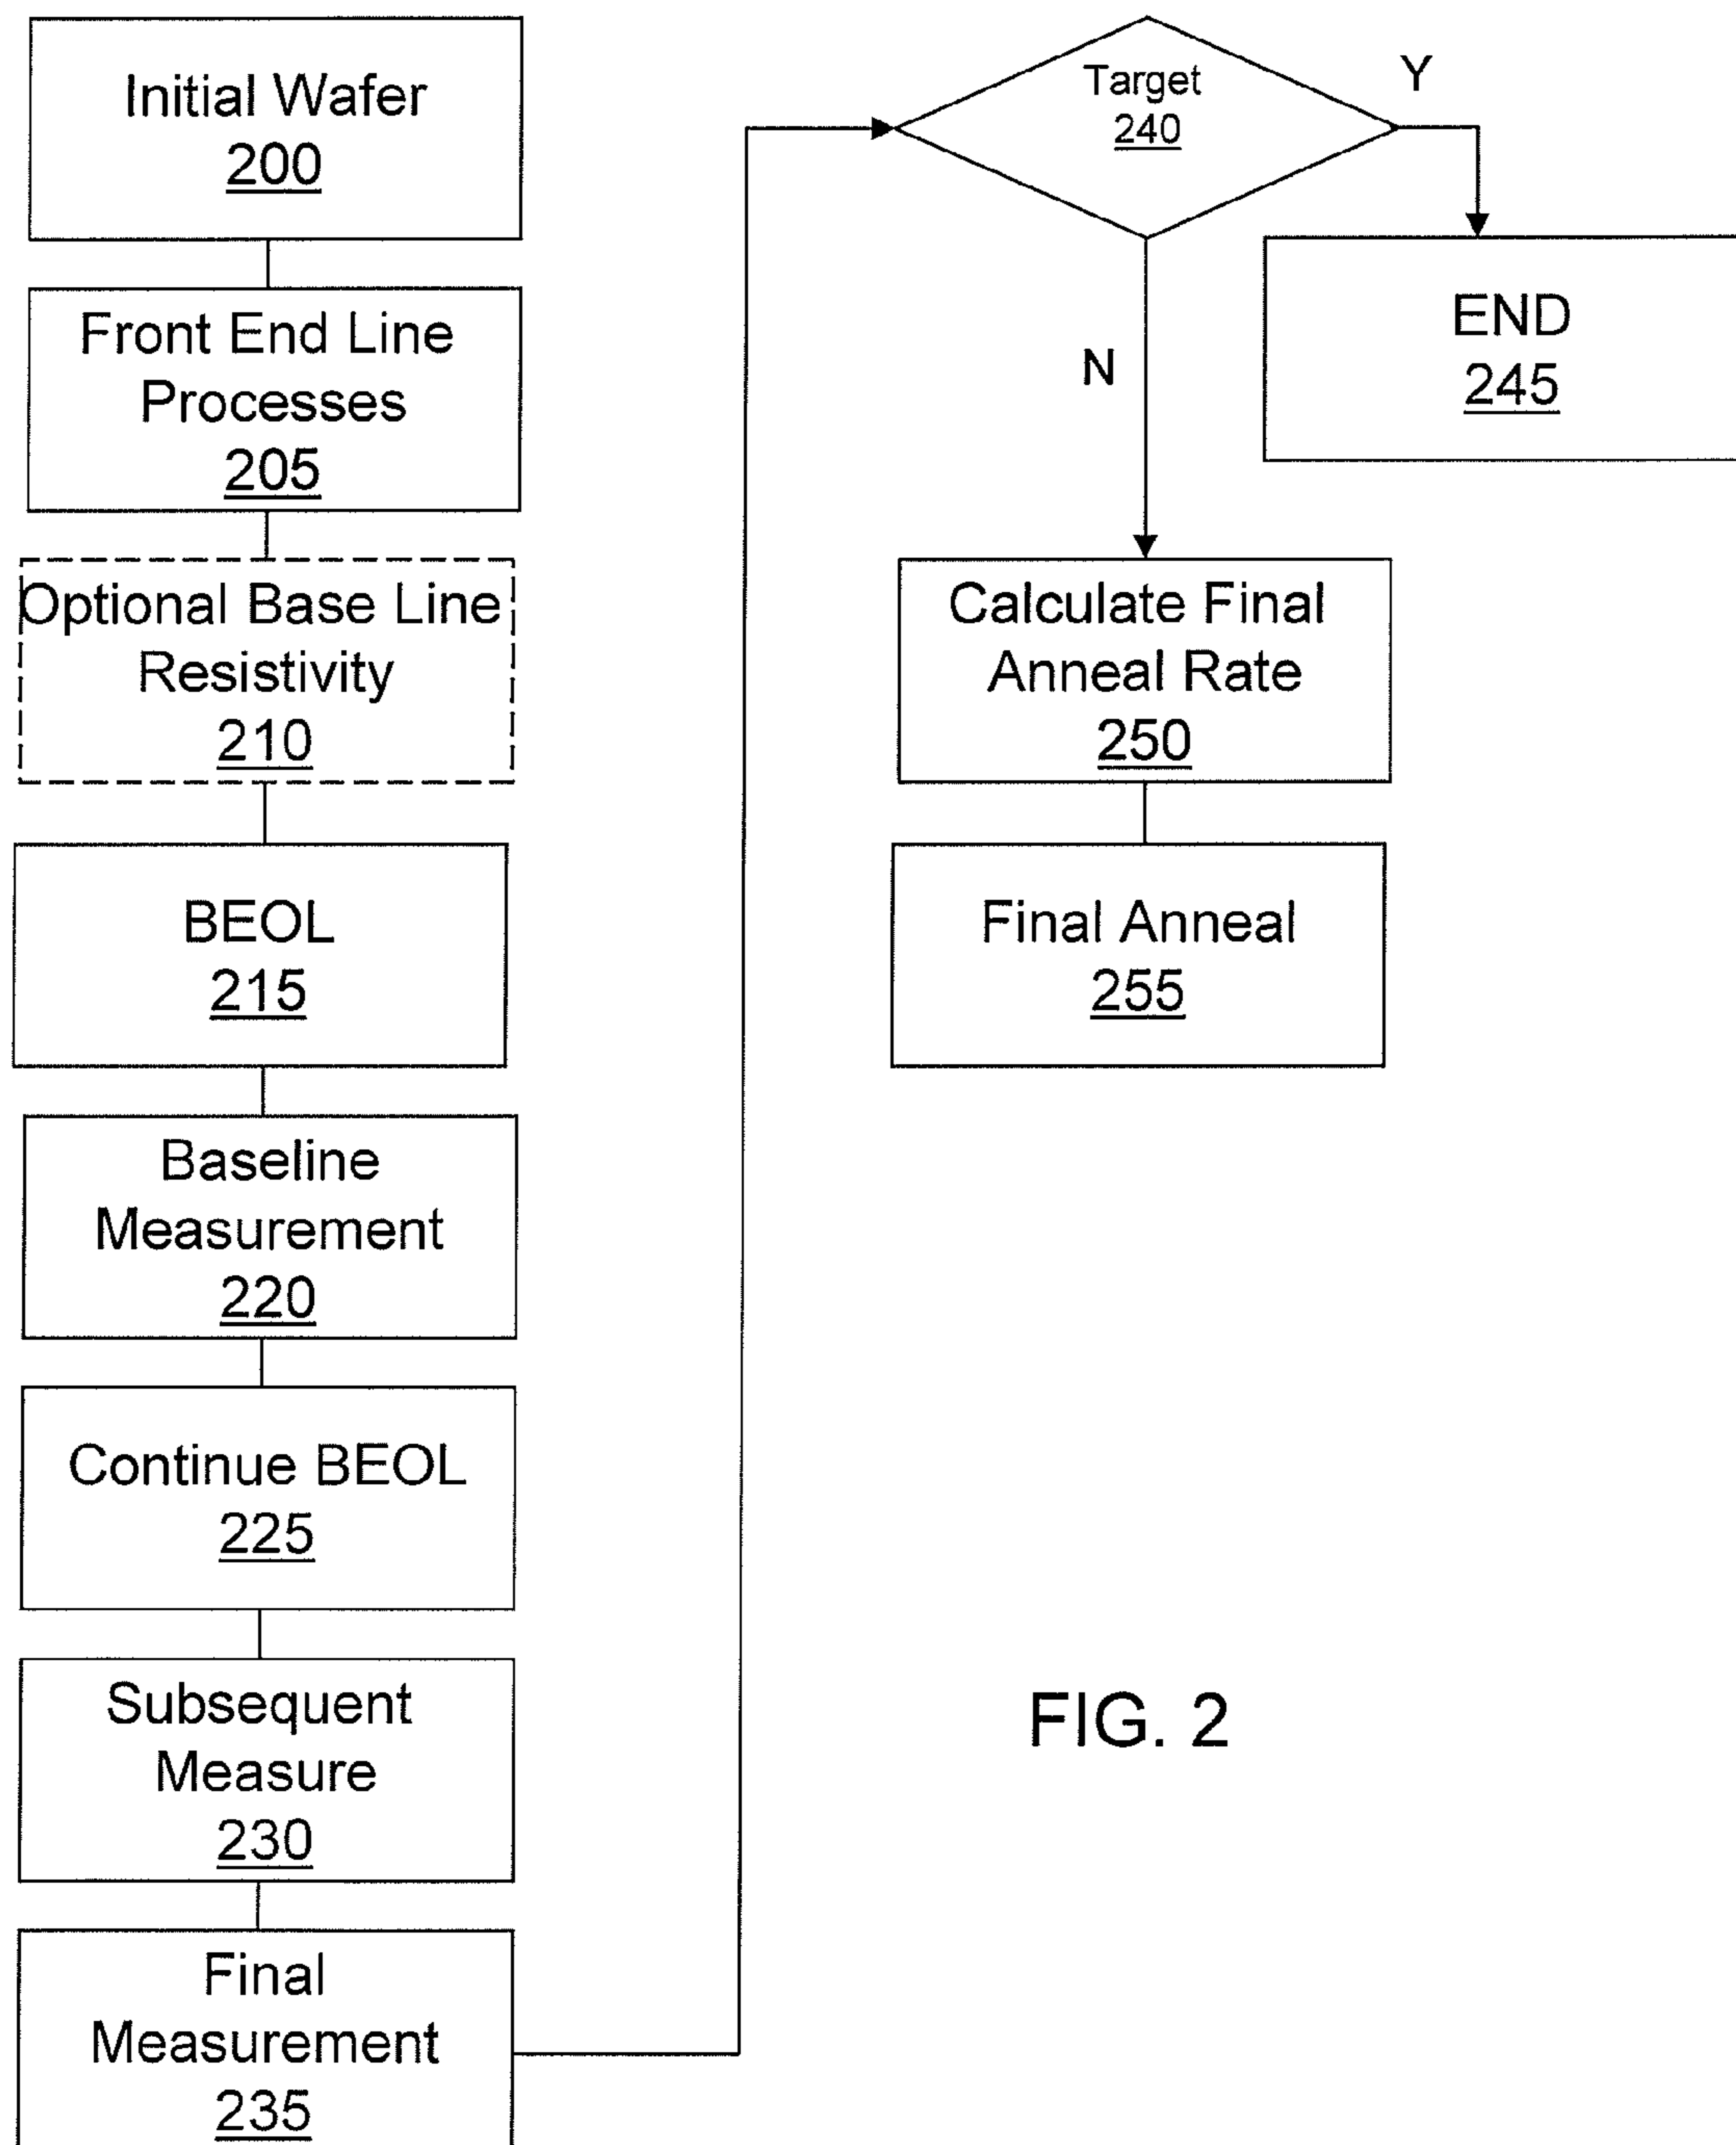 Initial Wafer
200
Front End Line
Processes
205
Optional Base Line
Resistivity
210
BEOL
215
Baseline
Measurement
220
Continue BEOL
225
Subsequent
Measure
230
Final
Measurement
235
Target
240
Y
END
245
N
Calculate Final
Anneal Rate
250
Final Anneal
255
FIG. 2